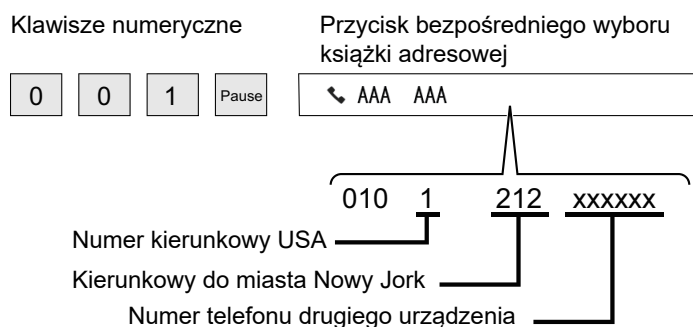 Klawisze numeryczne
Przycisk bezpośredniego wyboru
książki adresowej
0 0 1 Pause
AAA AAA
010 1 212 xxxxxx
Numer kierunkowy USA
Kierunkowy do miasta Nowy Jork
Numer telefonu drugiego urządzenia